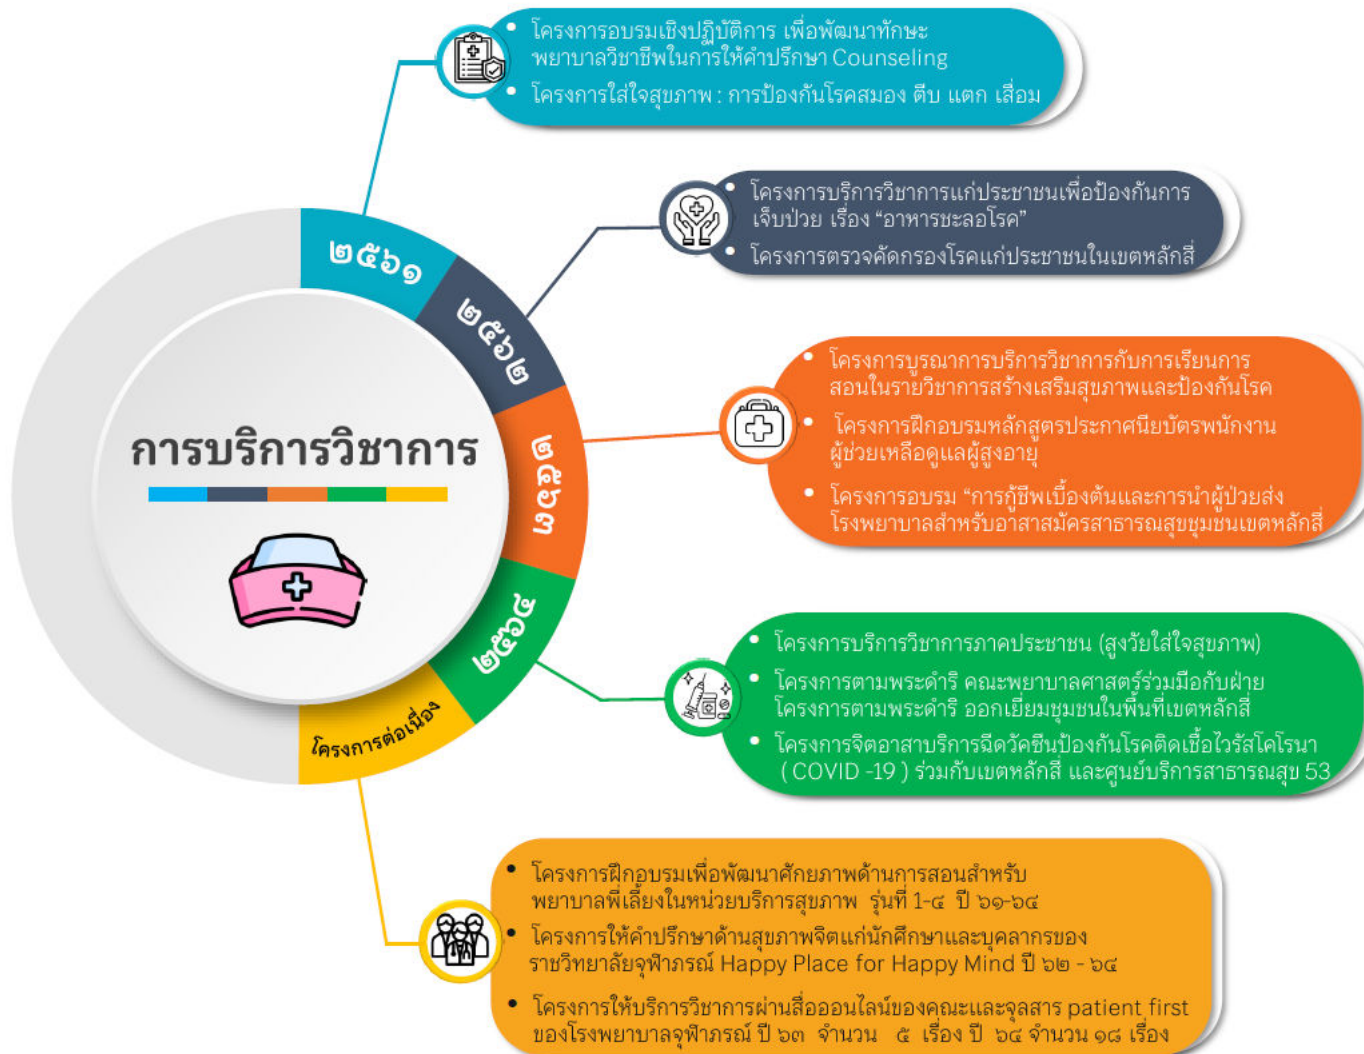 โครงการอบรมเชิงปฏิบัติการ เพื่อพัฒนาทักษะ
พยาบาลวิชาชีพในการให้คำปรึกษา Counseling
โครงการใส่ใจสุขภาพ : การป้องกันโรคสมอง ตีบ แตก เสื่อม
โครงการบริการวิชาการแก่ประชาชนเพื่อป้องกันการ
เจ็บป่วย เรื่อง “อาหารชะลอโรค”
โครงการตรวจคัดกรองโรคแก่ประชาชนในเขตหลักสี่
โครงการบูรณาการบริการวิชาการกับการเรียนการ
สอนในรายวิชาการสร้างเสริมสุขภาพและป้องกันโรค
โครงการฝึกอบรมหลักสูตรประกาศนียบัตรพนักงาน
ผู้ช่วยเหลือดูแลผู้สูงอายุ
โครงการอบรม “การกู้ชีพเบื้องต้นและการนำผู้ป่วยส่ง
โรงพยาบาลสำหรับอาสาสมัครสาธารณสุขชุมชนเขตหลักสี่
โครงการบริการวิชาการภาคประชาชน (สูงวัยใส่ใจสุขภาพ)
โครงการตามพระดำริ คณะพยาบาลศาสตร์ร่วมมือกับฝ่าย
โครงการตามพระดำริ ออกเยี่ยมชุมชนในพื้นที่เขตหลักสี่
โครงการจิตอาสาบริการฉีดวัคซีนป้องกันโรคติดเชื้อไวรัสโคโรนา
( COVID -19 ) ร่วมกับเขตหลักสี่ และศูนย์บริการสาธารณสุข 53
โครงการฝึกอบรมเพื่อพัฒนาศักยภาพด้านการสอนสำหรับ
พยาบาลพี่เลี้ยงในหน่วยบริการสุขภาพ รุ่นที่ 1-๔ ปี ๖๑-๖๔
โครงการให้คำปรึกษาด้านสุขภาพจิตแก่นักศึกษาและบุคลากรของ
ราชวิทยาลัยจุฬาภรณ์ Happy Place for Happy Mind ปี ๖๒ - ๖๔
โครงการให้บริการวิชาการผ่านสื่อออนไลน์ของคณะและจุลสาร patient first
ของโรงพยาบาลจุฬาภรณ์ ปี ๖๓ จำนวน ๕ เรื่อง ปี ๖๔ จำนวน ๑๘ เรื่อง
๒๕๖๑
๒๕๖๒
๒๕๖๓
๒๕๖๔
โครงการต่อเนื่อง
การบริการวิชาการ